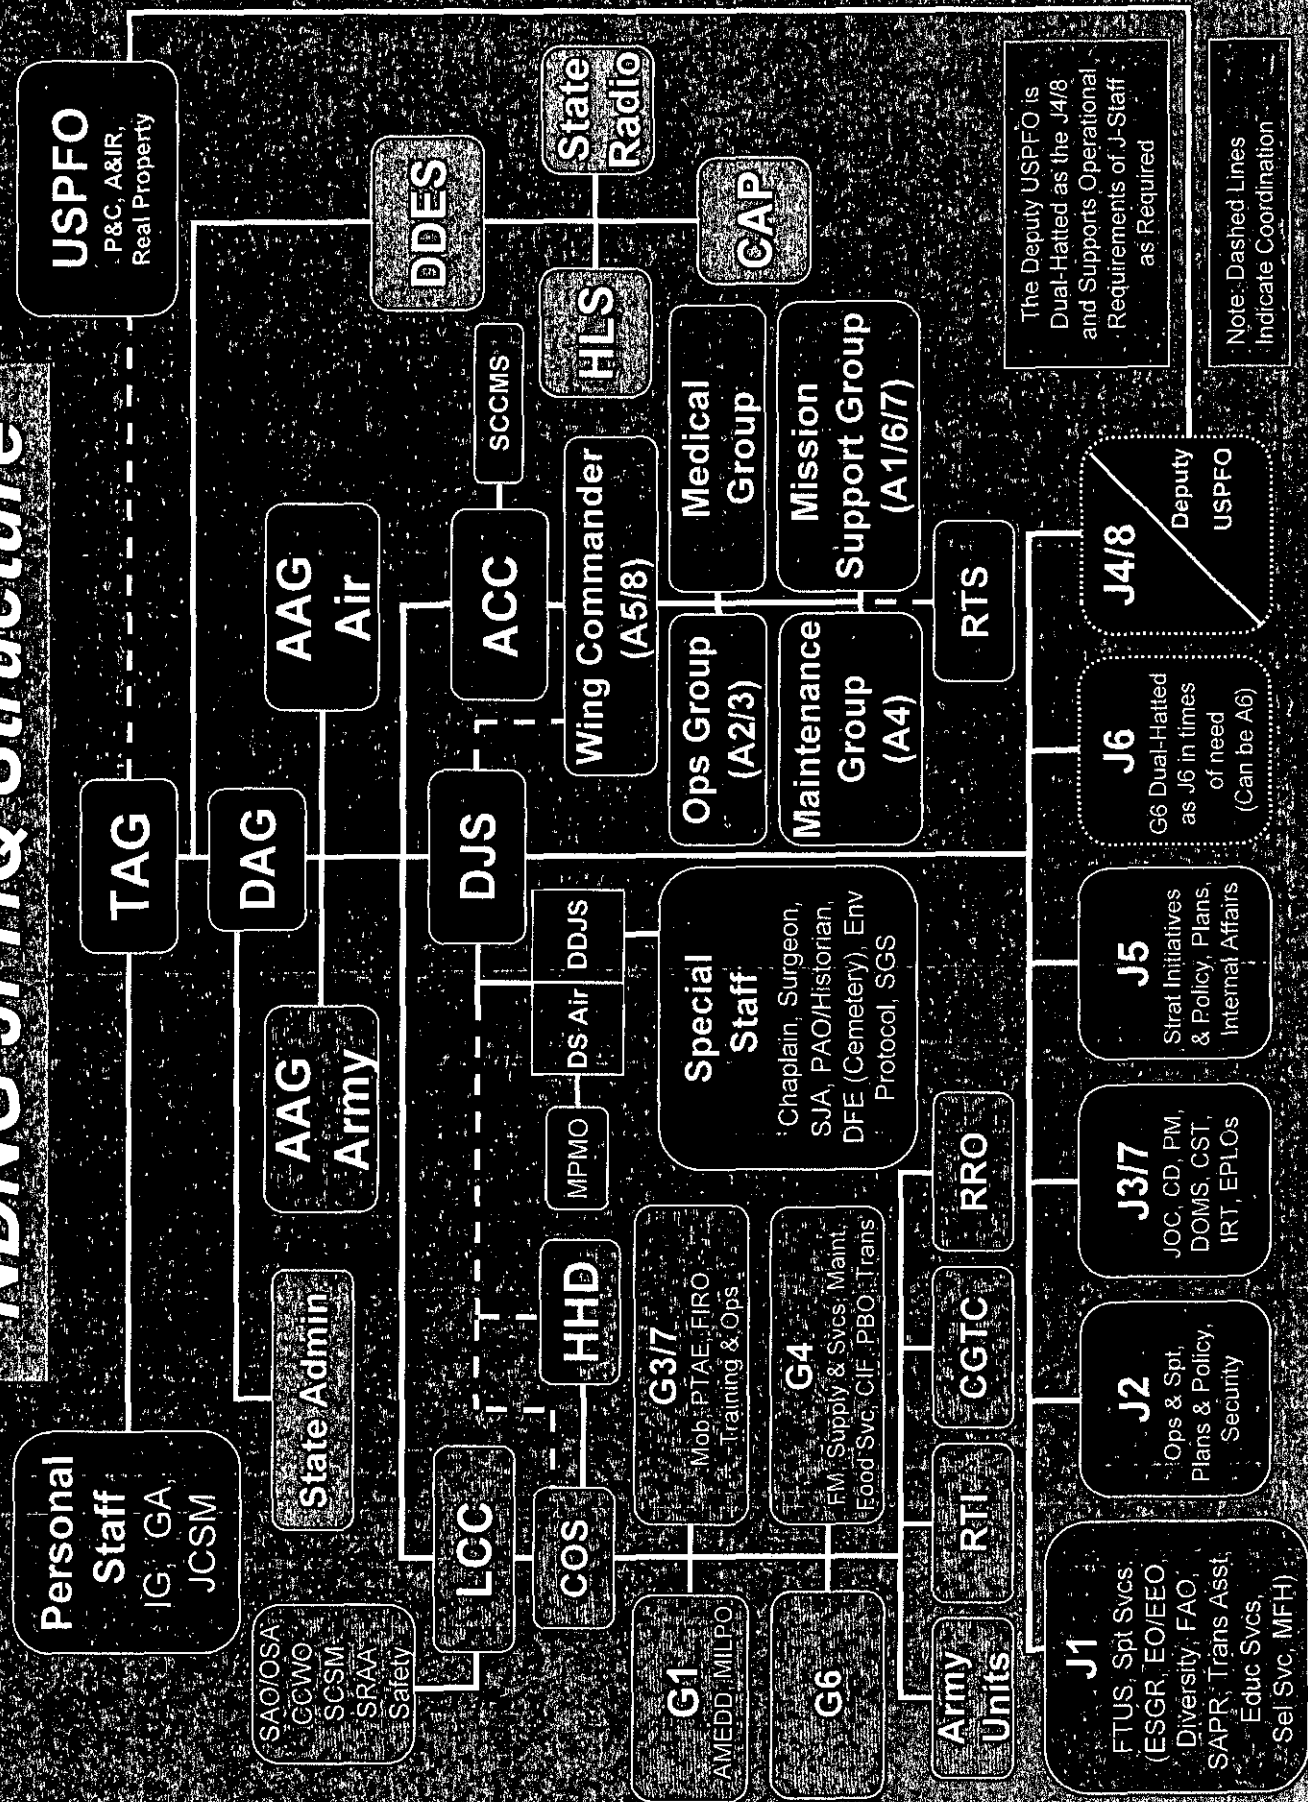 NDNG JFHQ Structure
Personal
Staff
IG, GA,
JCSM
TAG
USPFO
P&C, A&IR,
Real Property
State Admin
DAG
AAG
Army
AAG
Air
DDES
HLS
State
Radio
CAP
SAO/OSA
CCWO
SCSM
SRAA
Safety
LCC
DJS
ACC
SCCMS
COS
HHD
MPMO
DS Air
DDJS
Wing Commander
(A5/8)
G1
AMEDD, MILPO
G3/7
Mob, PTAE, FIRO
Training & Ops
Special
Staff
Chaplain, Surgeon,
SJA, PAO/Historian,
DFE (Cemetery), Env
Protocol, SGS
Ops Group
(A2/3)
Medical
Group
G6
G4
FM, Supply & Svcs, Maint,
Food Svc, CIF, PBO, Trans
Maintenance
Group
(A4)
Mission
Support Group
(A1/6/7)
Army
Units
RTI
CGTC
RRO
RTS
J1
FTUS, Spt Svcs
(ESGR, EO/EEO
Diversity, FAO,
SAPR, Trans Asst,
Educ Svcs,
Sel Svc, MFH)
J2
Ops & Spt,
Plans & Policy,
Security
J3/7
JOC, CD, PM,
DOMS, CST,
IRT, EPLOs
J5
Strat Initiatives
& Policy, Plans,
Internal Affairs
J6
G6 Dual-Hatted
as J6 in times
of need
(Can be A6)
J4/8
Deputy
USPFO
The Deputy USPFO is
Dual-Hatted as the J4/8
and Supports Operational
Requirements of J-Staff
as Required
Note: Dashed Lines
Indicate Coordination